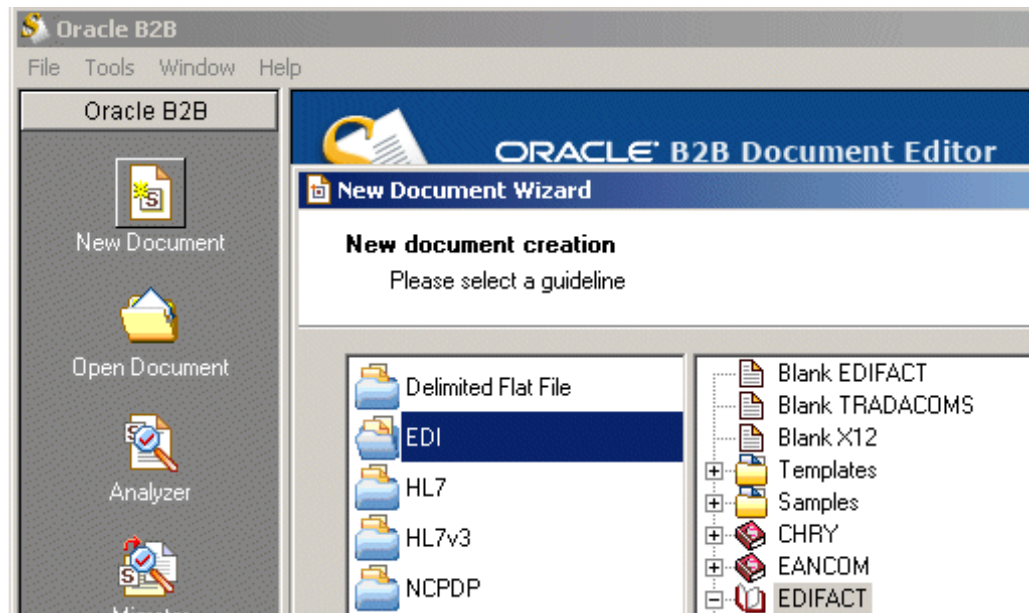 Oracle B2B
File Tools Window Help
Oracle B2B
New Document
Open Document
Analyzer
ORACLE B2B Document Editor
New Document Wizard
New document creation
Please select a guideline
Delimited Flat File
EDI
HL7
HL7v3
NCPDP
Blank EDIFACT
Blank TRADACOMS
Blank X12
Templates
Samples
CHRY
EANCOM
EDIFACT